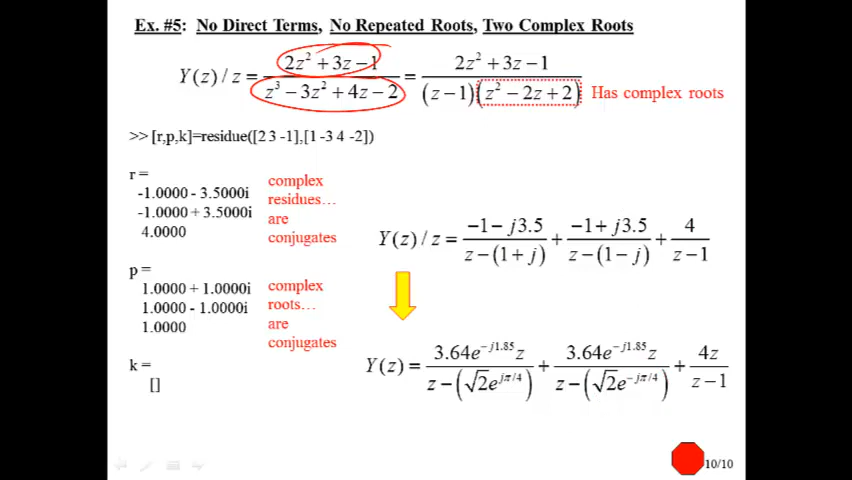 Ex. #5: No Direct Terms, No Repeated Roots, Two Complex Roots
Y(z)/z = (2z² + 3z − 1)/(z³ − 3z² + 4z − 2) = (2z² + 3z − 1)/((z − 1)(z² − 2z + 2)) Has complex roots
>> [r,p,k]=residue([2 3 -1],[1 -3 4 -2])
r =
-1.0000 - 3.5000i
-1.0000 + 3.5000i
4.0000
complex
residues…
are
conjugates
Y(z)/z = (−1 − j3.5)/(z − (1 + j)) + (−1 + j3.5)/(z − (1 − j)) + 4/(z − 1)
p =
1.0000 + 1.0000i
1.0000 - 1.0000i
1.0000
complex
roots…
are
conjugates
Y(z) = 3.64e^(−j1.85)z/(z − (√2e^(jπ/4))) + 3.64e^(−j1.85)z/(z − (√2e^(−jπ/4))) + 4z/(z − 1)
k =
[]
10/10